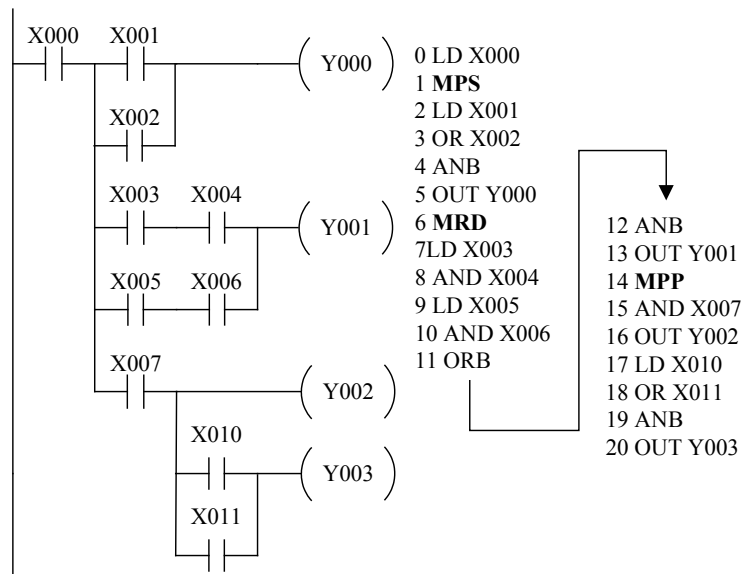 X000
X001
Y000
X002
X003
X004
Y001
X005
X006
X007
Y002
X010
Y003
X011
0 LD X000
1 MPS
2 LD X001
3 OR X002
4 ANB
5 OUT Y000
6 MRD
7LD X003
8 AND X004
9 LD X005
10 AND X006
11 ORB
12 ANB
13 OUT Y001
14 MPP
15 AND X007
16 OUT Y002
17 LD X010
18 OR X011
19 ANB
20 OUT Y003